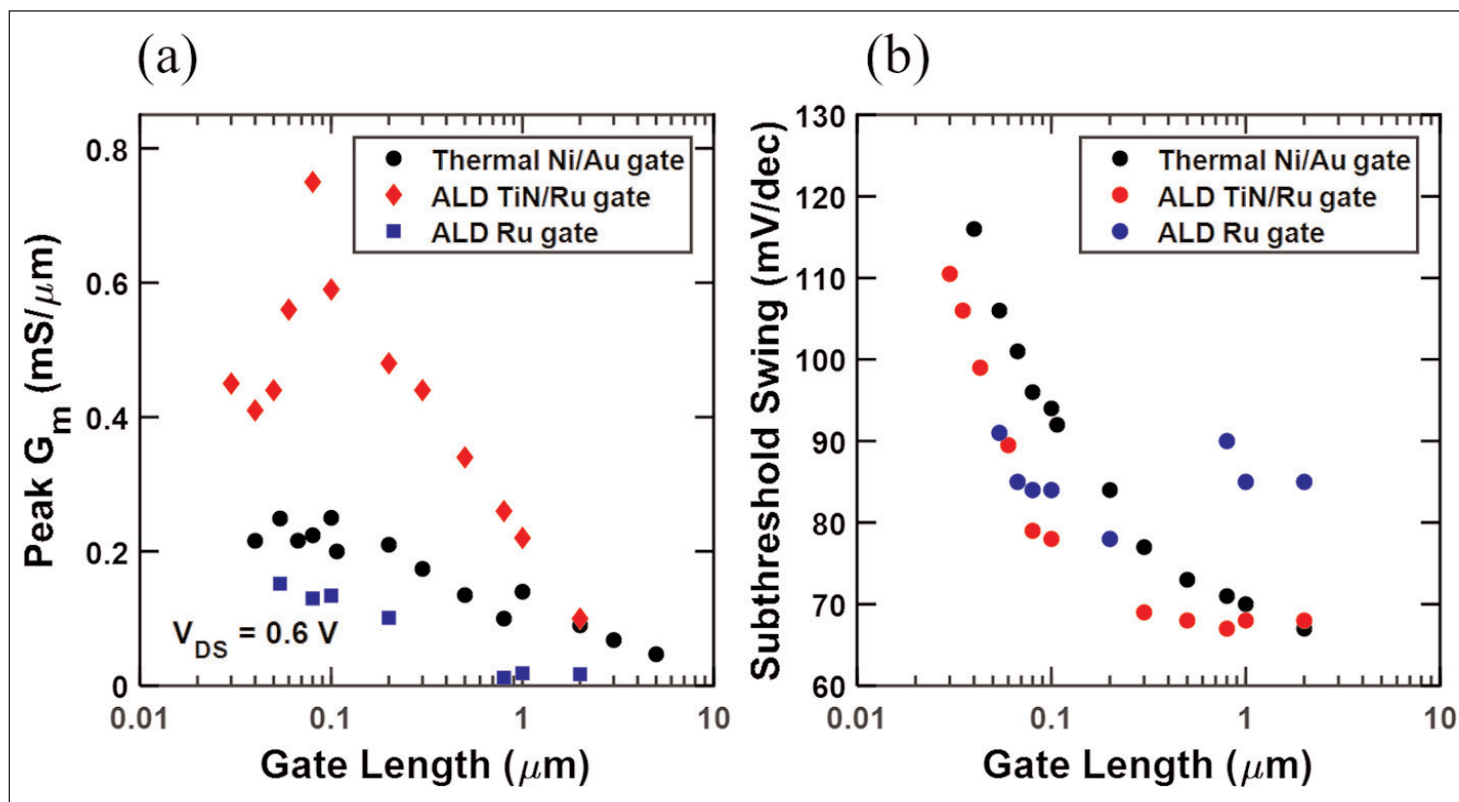 (a)
0.8
0.6
0.4
0.2
0
Peak Gm (mS/μm)
Thermal Ni/Au gate
ALD TiN/Ru gate
ALD Ru gate
VDS = 0.6 V
0.01
0.1
1
10
Gate Length (μm)
(b)
130
120
110
100
90
80
70
60
Subthreshold Swing (mV/dec)
Thermal Ni/Au gate
ALD TiN/Ru gate
ALD Ru gate
0.01
0.1
1
10
Gate Length (μm)